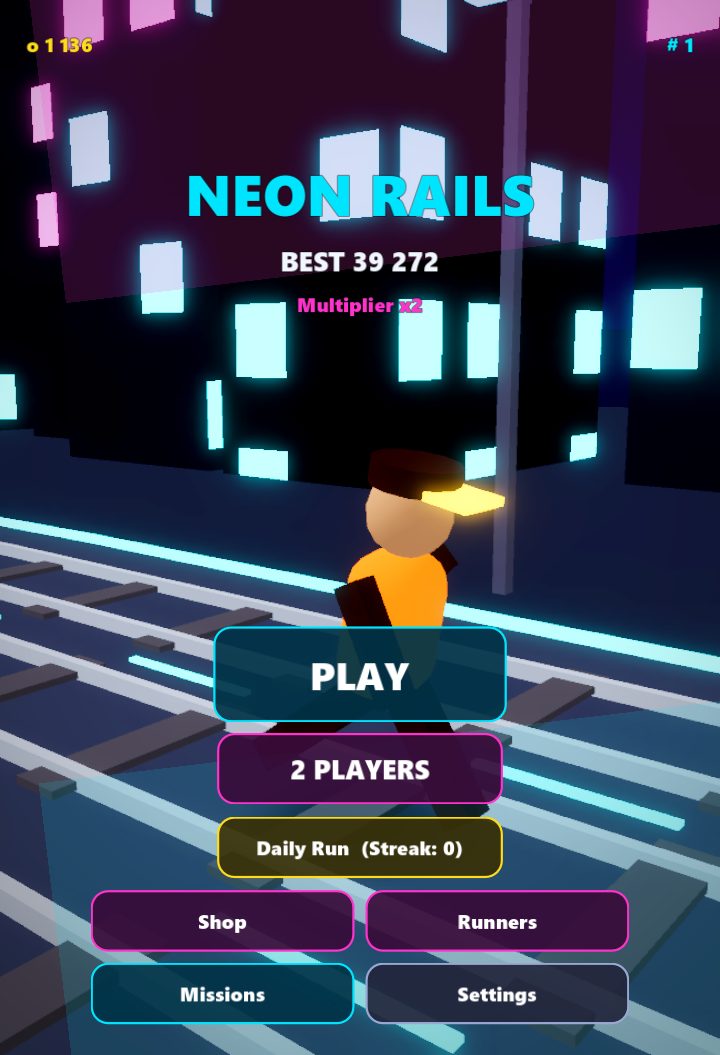 o 1 136
# 1
NEON RAILS
BEST 39 272
Multiplier x2
PLAY
2 PLAYERS
Daily Run (Streak: 0)
Shop
Runners
Missions
Settings